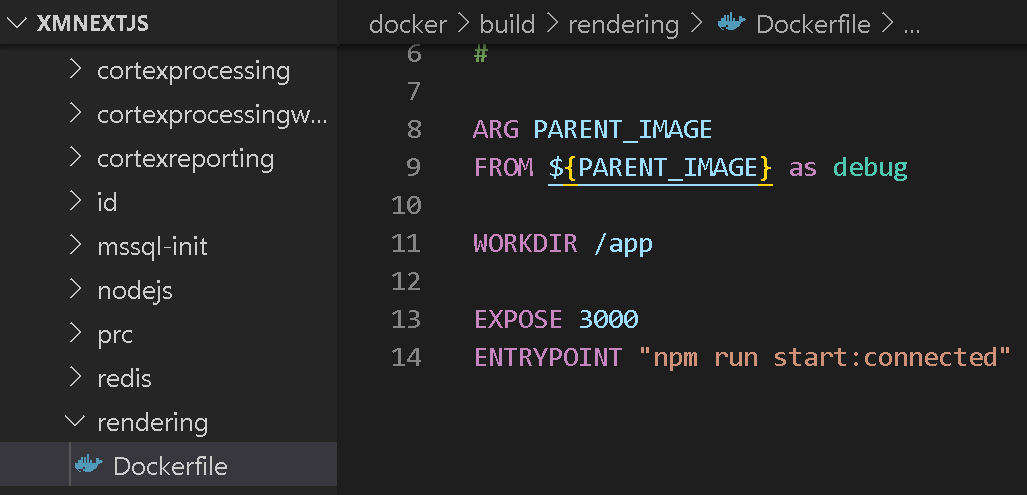 XMNEXTJS
cortexprocessing
cortexprocessingw...
cortexreporting
id
mssql-init
nodejs
prc
redis
rendering
Dockerfile
docker > build > rendering > Dockerfile > ...
6 #
7
8 ARG PARENT_IMAGE
9 FROM ${PARENT_IMAGE} as debug
10
11 WORKDIR /app
12
13 EXPOSE 3000
14 ENTRYPOINT "npm run start:connected"